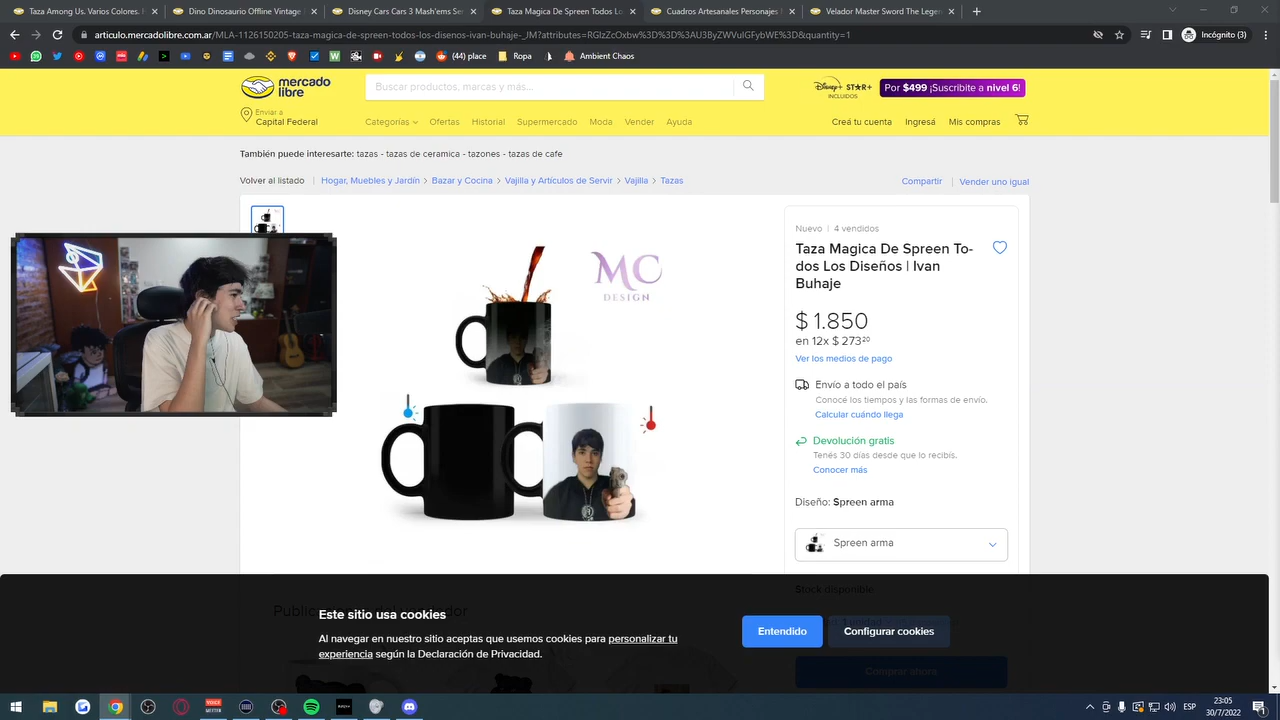 Taza Among Us. Varios Mo
Dino Dinosaurios
Cars Cars 3 Mash'ems Se
Taza Magica De Spreen Todos Lo
Cuadros Artesanales Personajes
Velador Master The Legen
articulo.mercadolibre.com.ar/MLA-1126150205-taza-magica-de-spreen-todos-los-disenos-ivan-buhaje-_JM?attributes=RGlzZcOxbw%3D%3D%3AU3ByZWVuIGFybWE%3D&quantity=1
Incógnito (3)
(44) place
Ropa
Ambient Chaos
mercado
libre
Buscar productos, marcas y más...
Disney+ STAR+
INCLUIDOS
Por $499 ¡Suscribite a nivel 6!
Enviar a
Capital Federal
Categorías
Ofertas
Historial
Supermercado
Moda
Vender
Ayuda
Creá tu cuenta
Ingresá
Mis compras
También puede interesarte: tazas - tazas de ceramica - tazones - tazas de cafe
Volver al listado | Hogar, Muebles y Jardín > Bazar y Cocina > Vajilla y Artículos de Servir > Vajilla > Tazas
Compartir | Vender uno igual
MC
DESIGN
Nuevo | 4 vendidos
Taza Magica De Spreen To-
dos Los Diseños | Ivan
Buhaje
$ 1.850
en 12x $ 273²⁰
Ver los medios de pago
Envío a todo el país
Conocé los tiempos y las formas de envío.
Calcular cuándo llega
Devolución gratis
Tenés 30 días desde que lo recibís.
Conocer más
Diseño: Spreen arma
Spreen arma
Stock disponible
Comprar ahora
Este sitio usa cookies
Al navegar en nuestro sitio aceptas que usemos cookies para personalizar tu
experiencia según la Declaración de Privacidad.
Entendido
Configurar cookies
ESP
23:05
30/7/2022